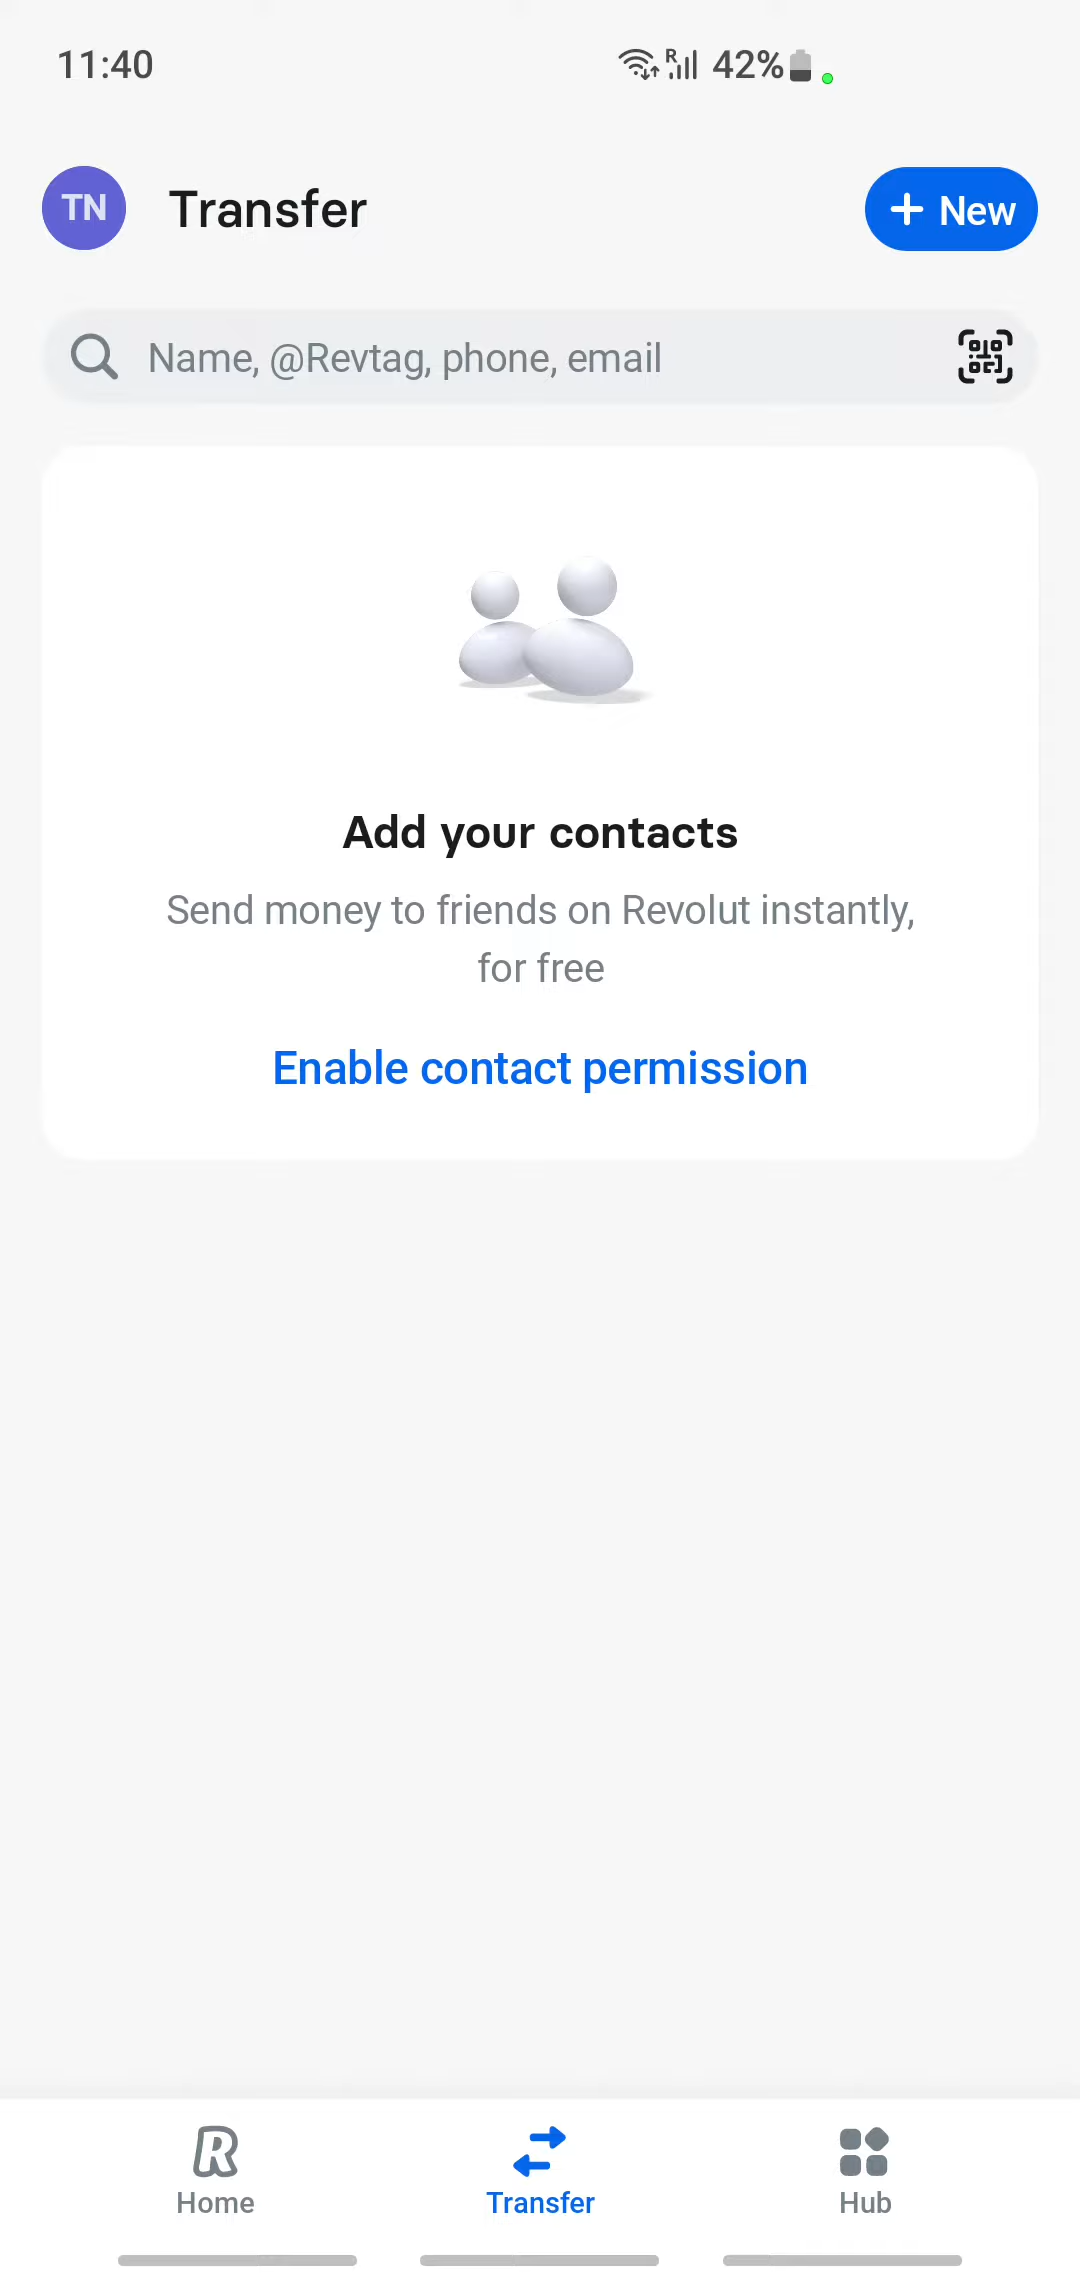 11:40
R 42%
TN Transfer + New
Name, @Revtag, phone, email
Add your contacts
Send money to friends on Revolut instantly,
for free
Enable contact permission
Home Transfer Hub